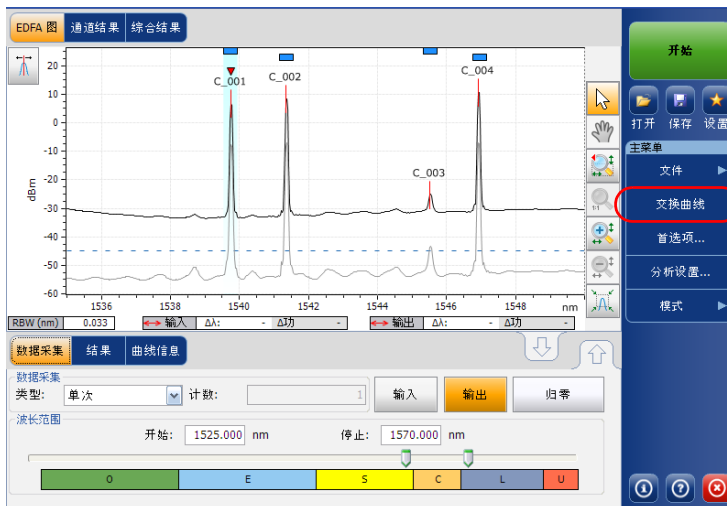 EDFA 图 通道结果 综合结果
开始
打开 保存 设置
主菜单
文件
交换曲线
首选项...
分析设置...
模式
C_001 C_002 C_003 C_004
20
10
0
-10
-20
-30
-40
-50
-60
dBm
1536 1538 1540 1542 1544 1546 1548 nm
RBW (nm) 0.033 输入 Δλ: - Δ功 - 输出 Δλ: - Δ功 -
数据采集 结果 曲线信息
数据采集
类型: 单次 计数: 1 输入 输出 归零
波长范围
开始: 1525.000 nm 停止: 1570.000 nm
O E S C L U